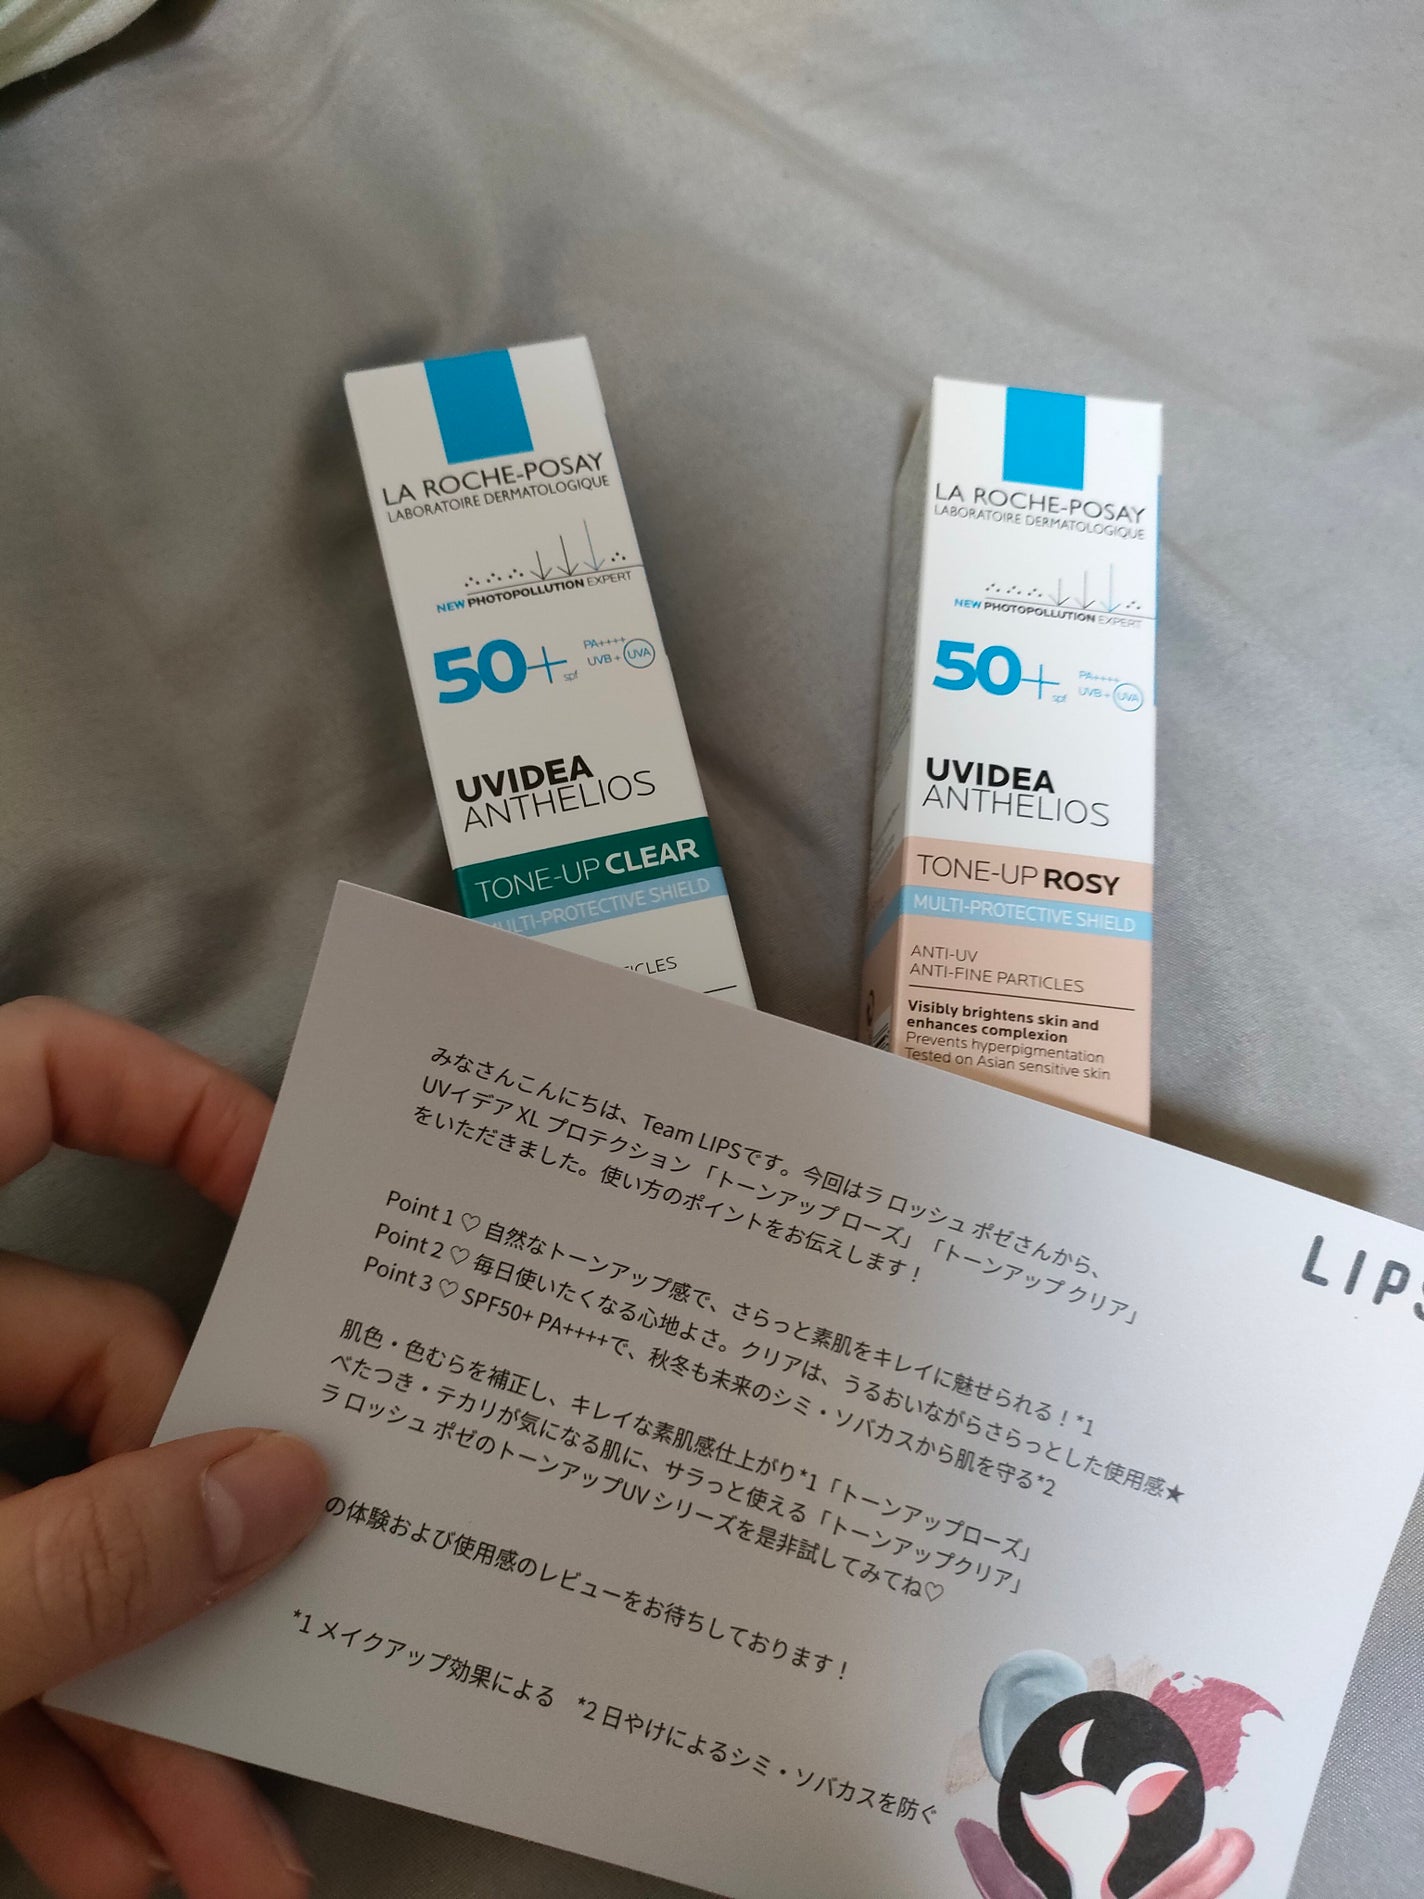 LA ROCHE-POSAY
LABORATOIRE DERMATOLOGIQUE
NEW PHOTOPOLLUTION EXPERT
50+ spf
PA++++
UVB + UVA
UVIDEA
ANTHELIOS
TONE-UP CLEAR
MULTI-PROTECTIVE SHIELD
LA ROCHE-POSAY
LABORATOIRE DERMATOLOGIQUE
NEW PHOTOPOLLUTION EXPERT
50+ spf
PA++++
UVB + UVA
UVIDEA
ANTHELIOS
TONE-UP ROSY
MULTI-PROTECTIVE SHIELD
ANTI-UV
ANTI-FINE PARTICLES
Visibly brightens skin and
enhances complexion
Prevents hyperpigmentation
Tested on Asian sensitive skin
LIPS
みなさんこんにちは、Team LIPSです。今回はラ ロッシュ ポゼさんから、
UVイデア XL プロテクション 「トーンアップ ローズ」「トーンアップ クリア」
をいただきました。使い方のポイントをお伝えします！
Point 1 ♡ 自然なトーンアップ感で、さらっと素肌をキレイに魅せられる！*1
Point 2 ♡ 毎日使いたくなる心地よさ。クリアは、うるおいながらさらっとした使用感★
Point 3 ♡ SPF50+ PA++++で、秋冬も未来のシミ・ソバカスから肌を守る*2
肌色・色むらを補正し、キレイな素肌感仕上がり*1「トーンアップローズ」
べたつき・テカリが気になる肌に、サラっと使える「トーンアップクリア」
ラ ロッシュ ポゼのトーンアップUV シリーズを是非試してみてね♡
の体験および使用感のレビューをお待ちしております！
*1 メイクアップ効果による *2 日やけによるシミ・ソバカスを防ぐ